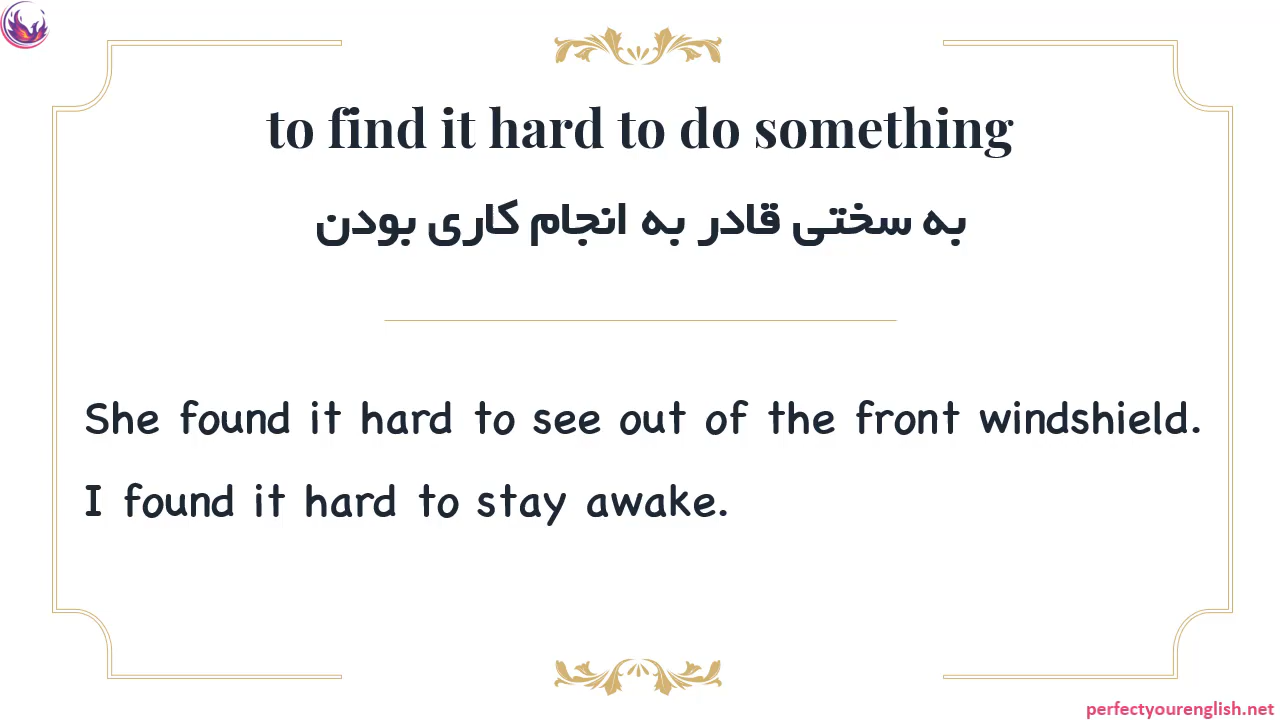 to find it hard to do something
به سختی قادر به انجام کاری بودن
She found it hard to see out of the front windshield.
I found it hard to stay awake.
perfectyourenglish.net